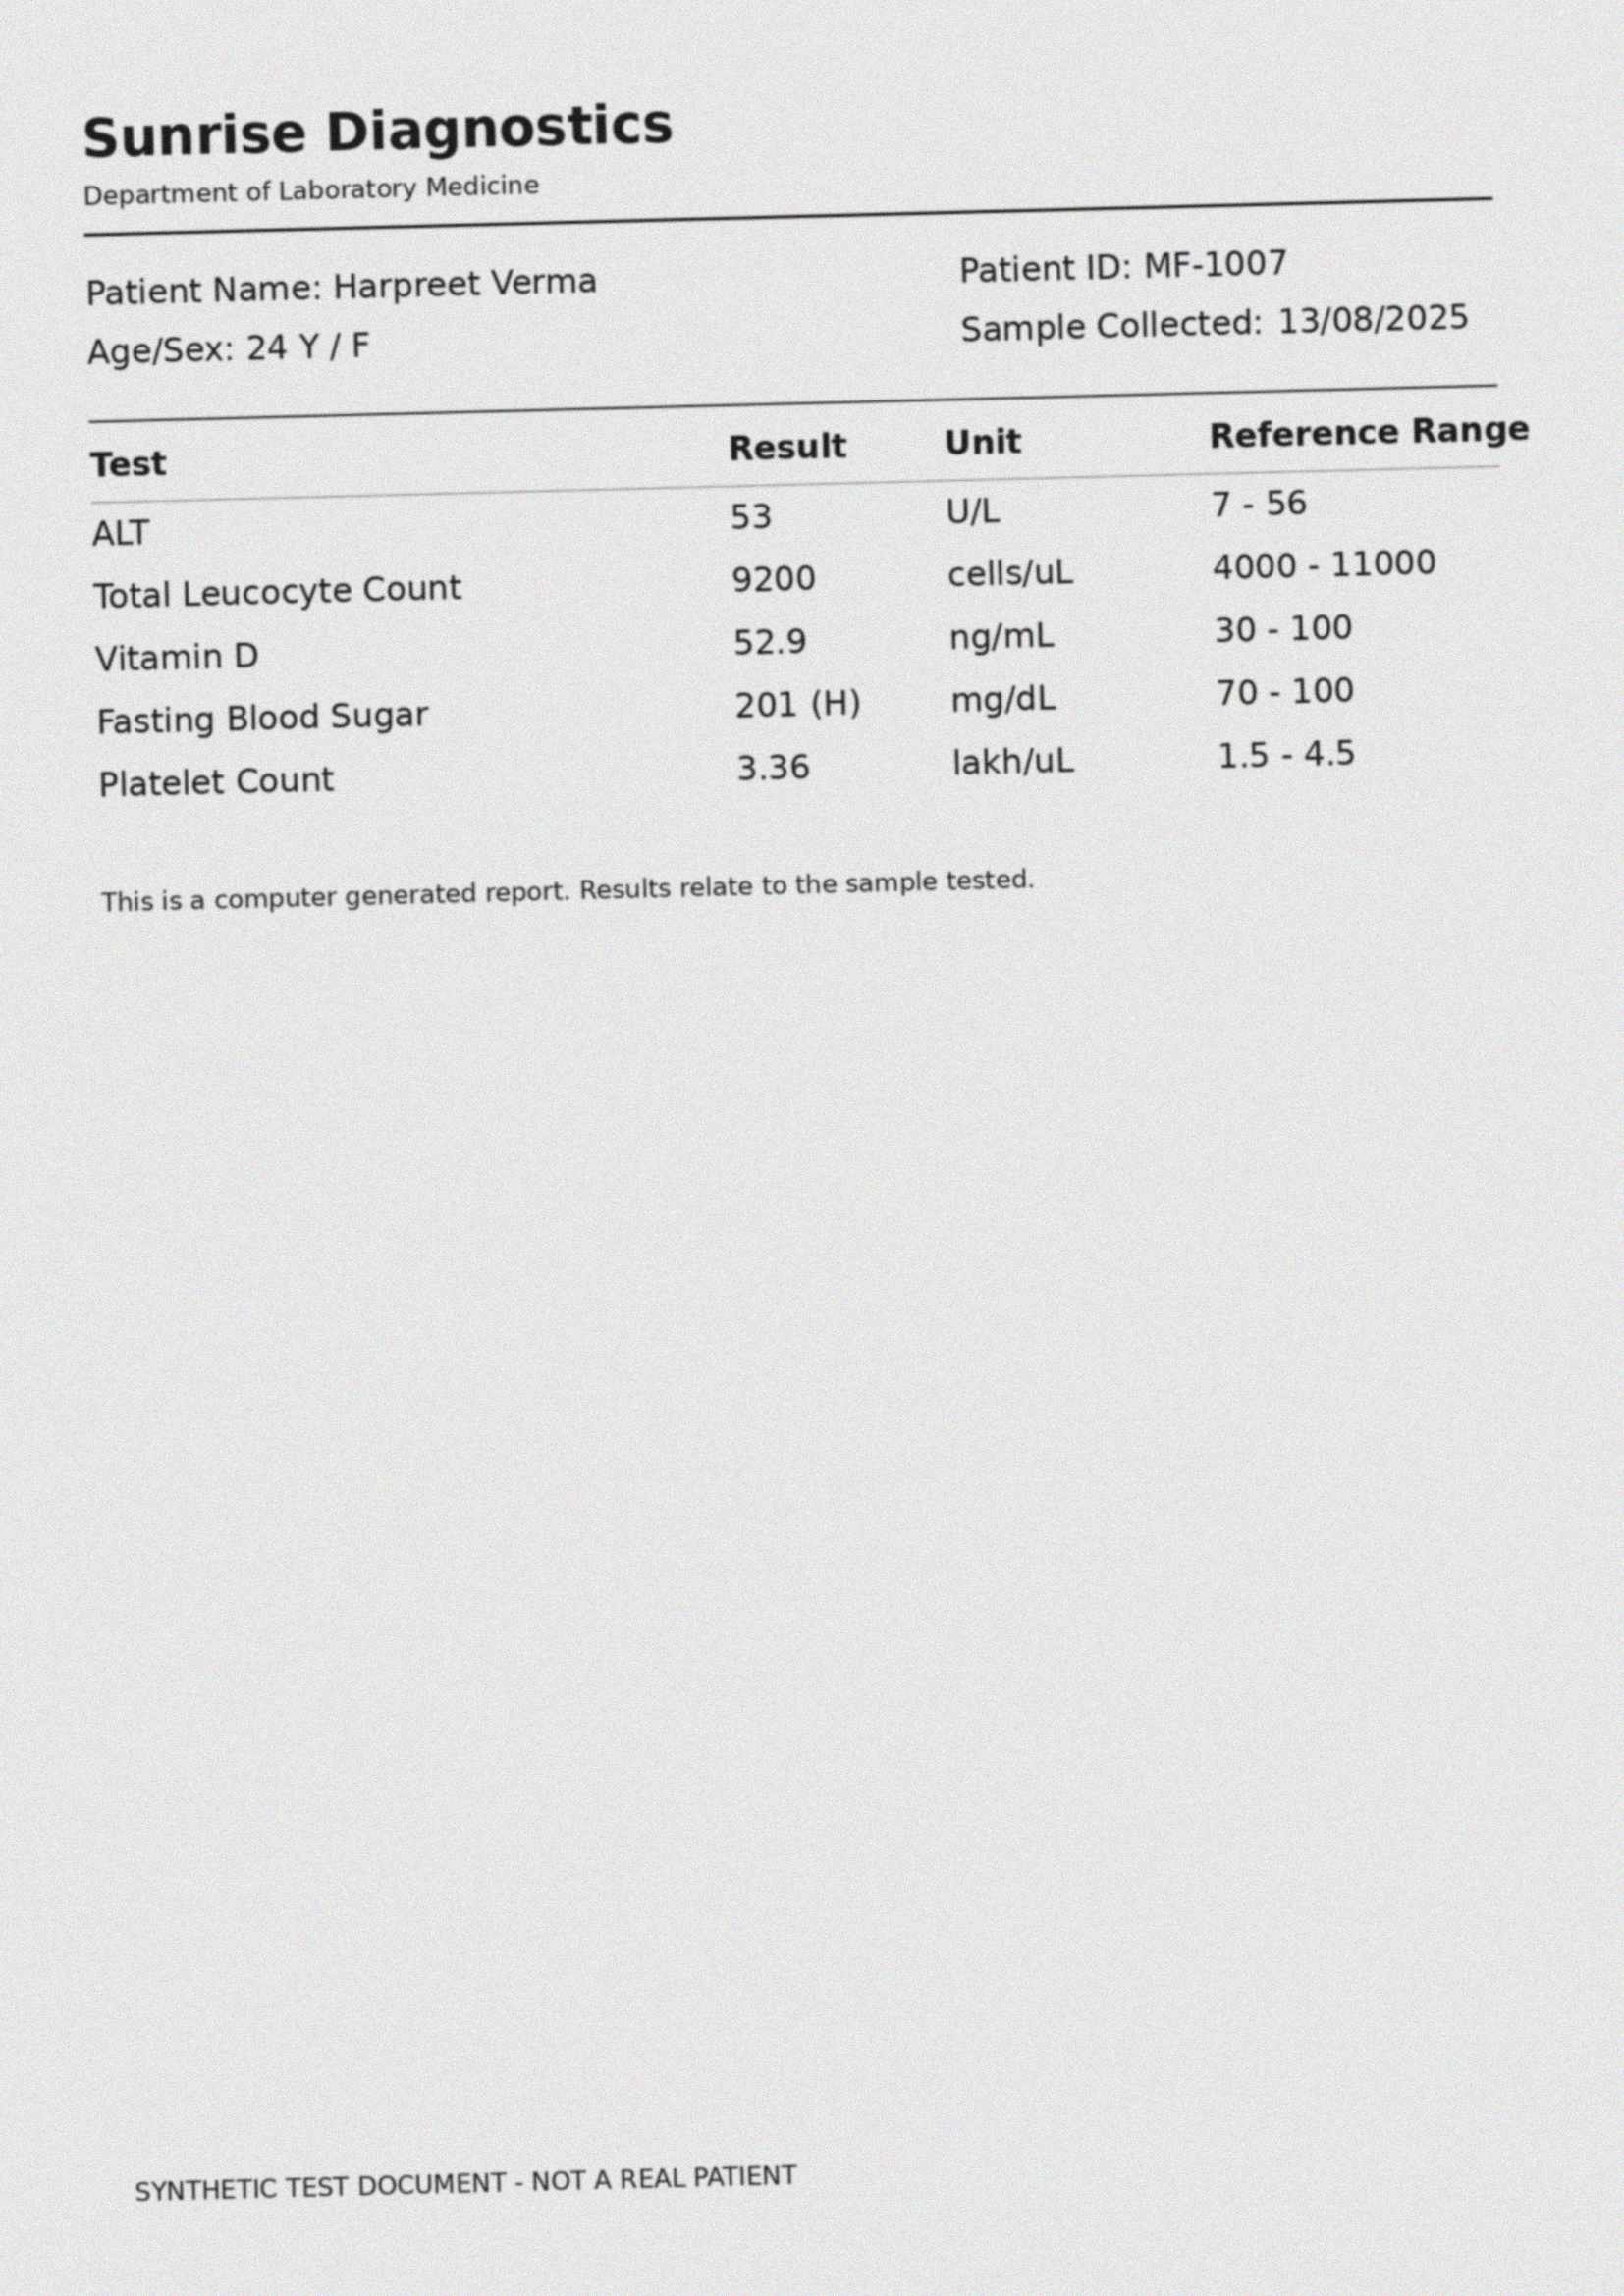 Sunrise Diagnostics
Department of Laboratory Medicine
Patient Name: Harpreet Verma Patient ID: MF-1007
Age/Sex: 24 Y / F Sample Collected: 13/08/2025
Test Result Unit Reference Range
ALT 53 U/L 7 - 56
Total Leucocyte Count 9200 cells/uL 4000 - 11000
Vitamin D 52.9 ng/mL 30 - 100
Fasting Blood Sugar 201 (H) mg/dL 70 - 100
Platelet Count 3.36 lakh/uL 1.5 - 4.5
This is a computer generated report. Results relate to the sample tested.
SYNTHETIC TEST DOCUMENT - NOT A REAL PATIENT